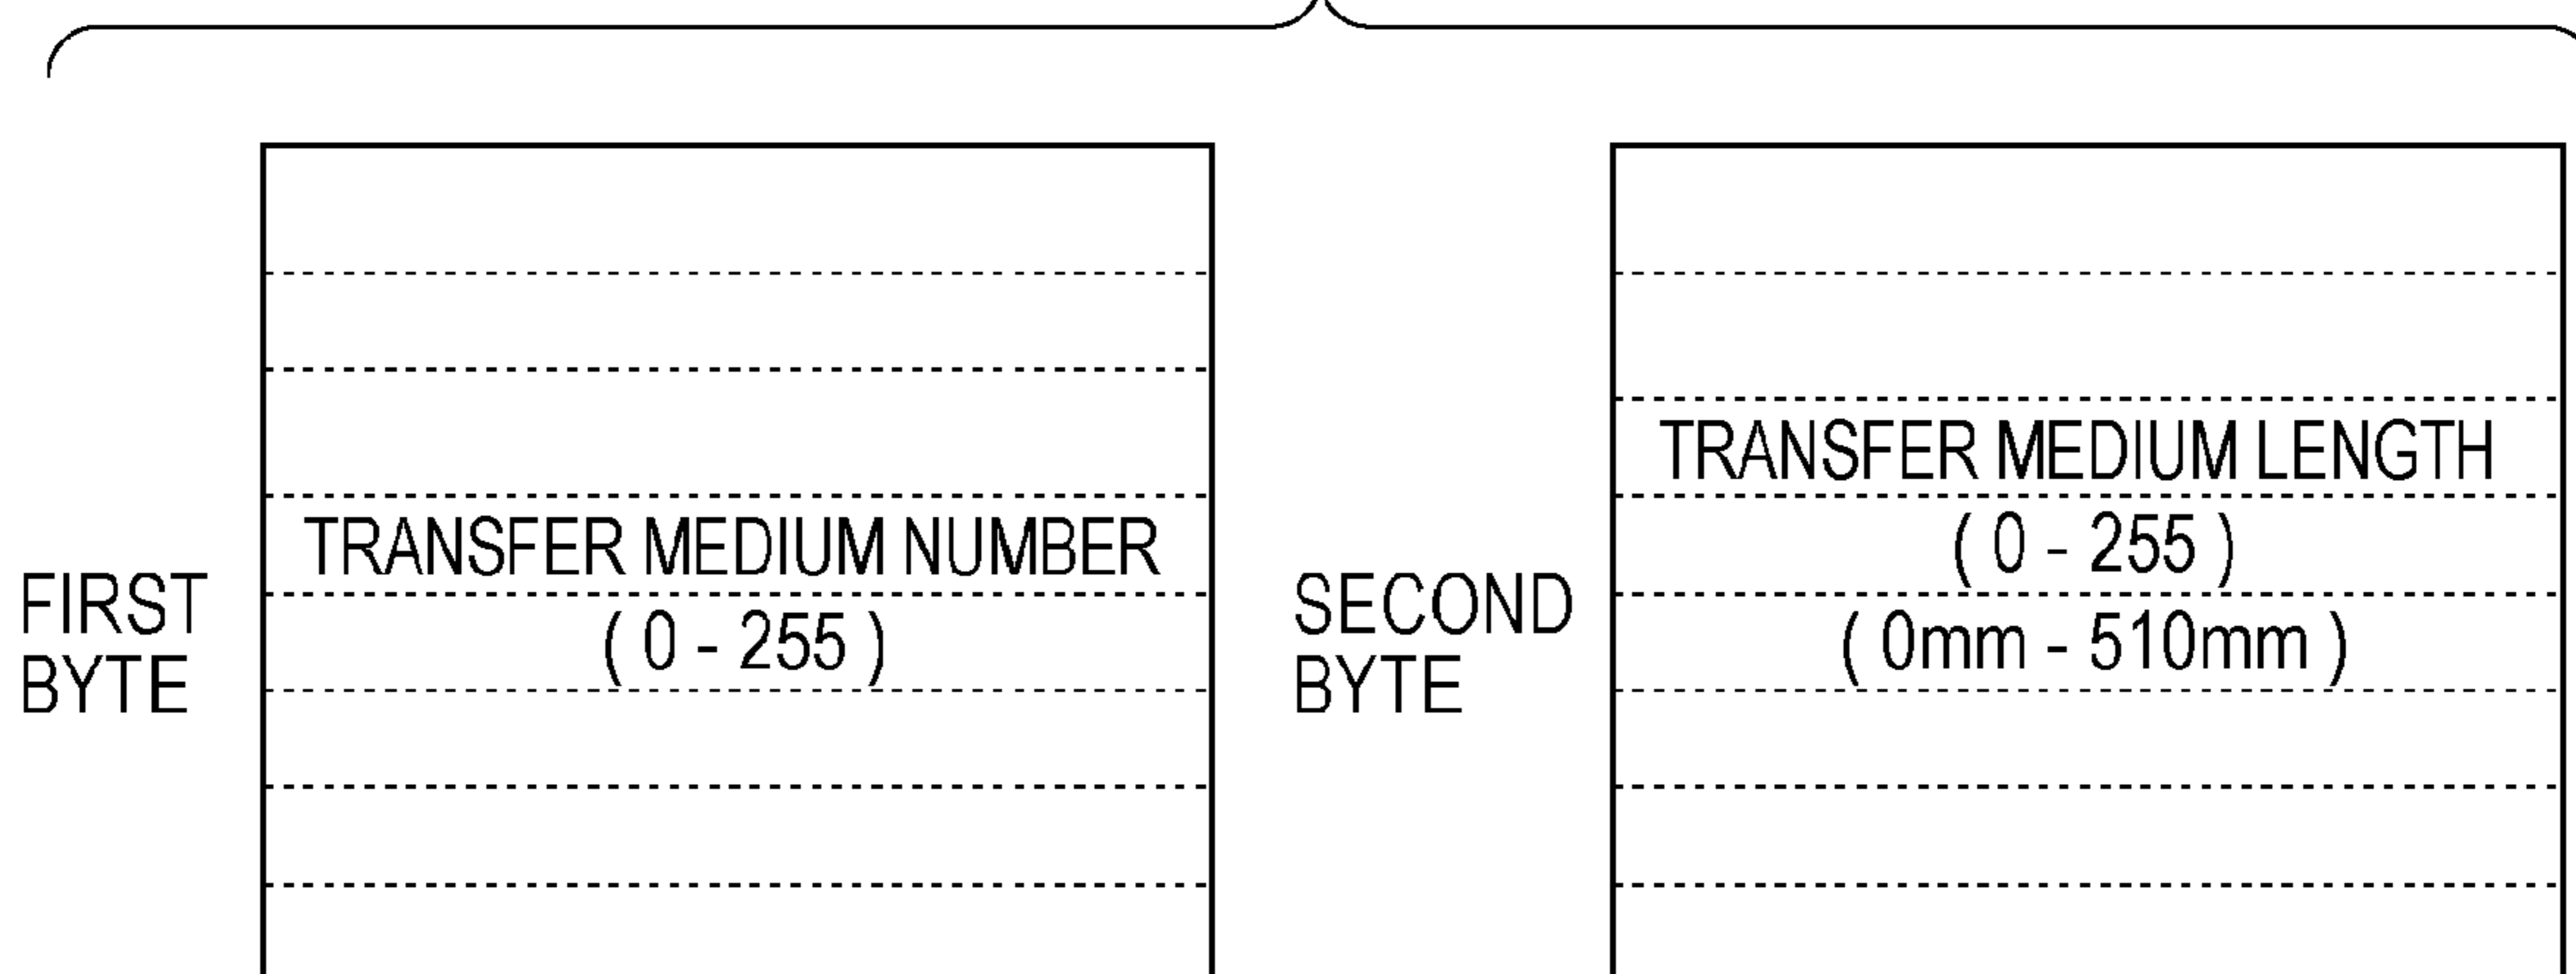 FIRST
BYTE
TRANSFER MEDIUM NUMBER
( 0 - 255 )
SECOND
BYTE
TRANSFER MEDIUM LENGTH
( 0 - 255 )
( 0mm - 510mm )